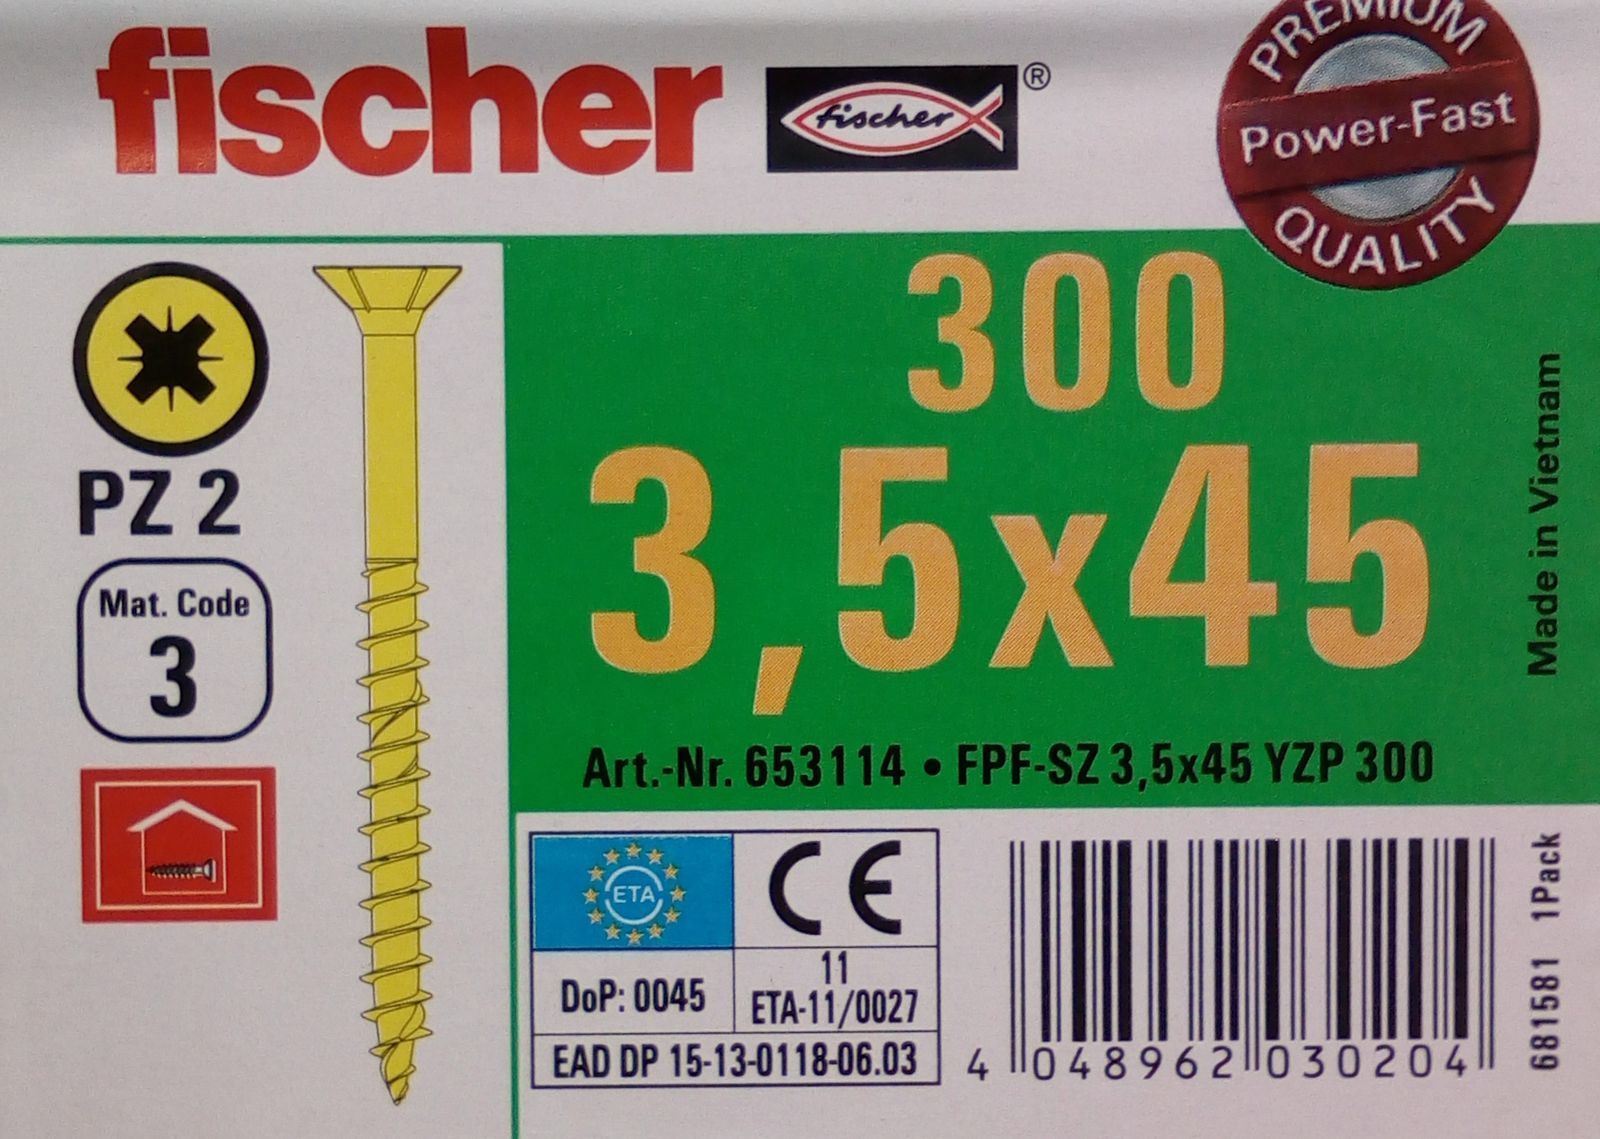 fischer
fischer ®
PREMIUM
Power-Fast
QUALITY
PZ 2
Mat. Code
3
300
3,5x45
Art.-Nr. 653114 • FPF-SZ 3,5x45 YZP 300
Made in Vietnam
ETA
CE
DoP: 0045
11
ETA-11/0027
EAD DP 15-13-0118-06.03
4 048962 030204
681581 1Pack